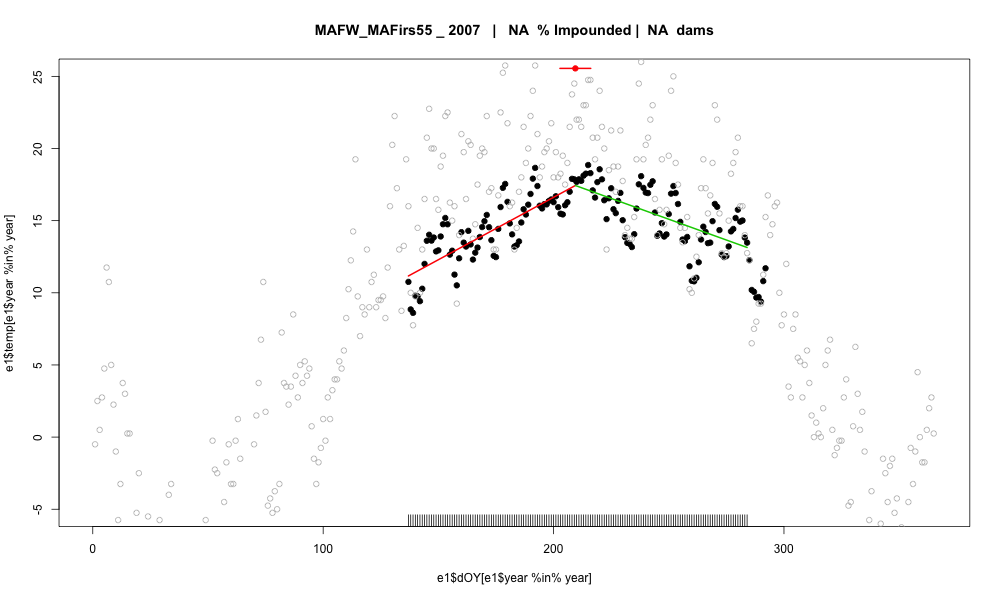 MAFW_MAFirs55 _ 2007 | NA % Impounded | NA dams
25
20
15
10
5
0
-5
e1$temp[e1$year %in% year]
0 100 200 300
e1$dOY[e1$year %in% year]